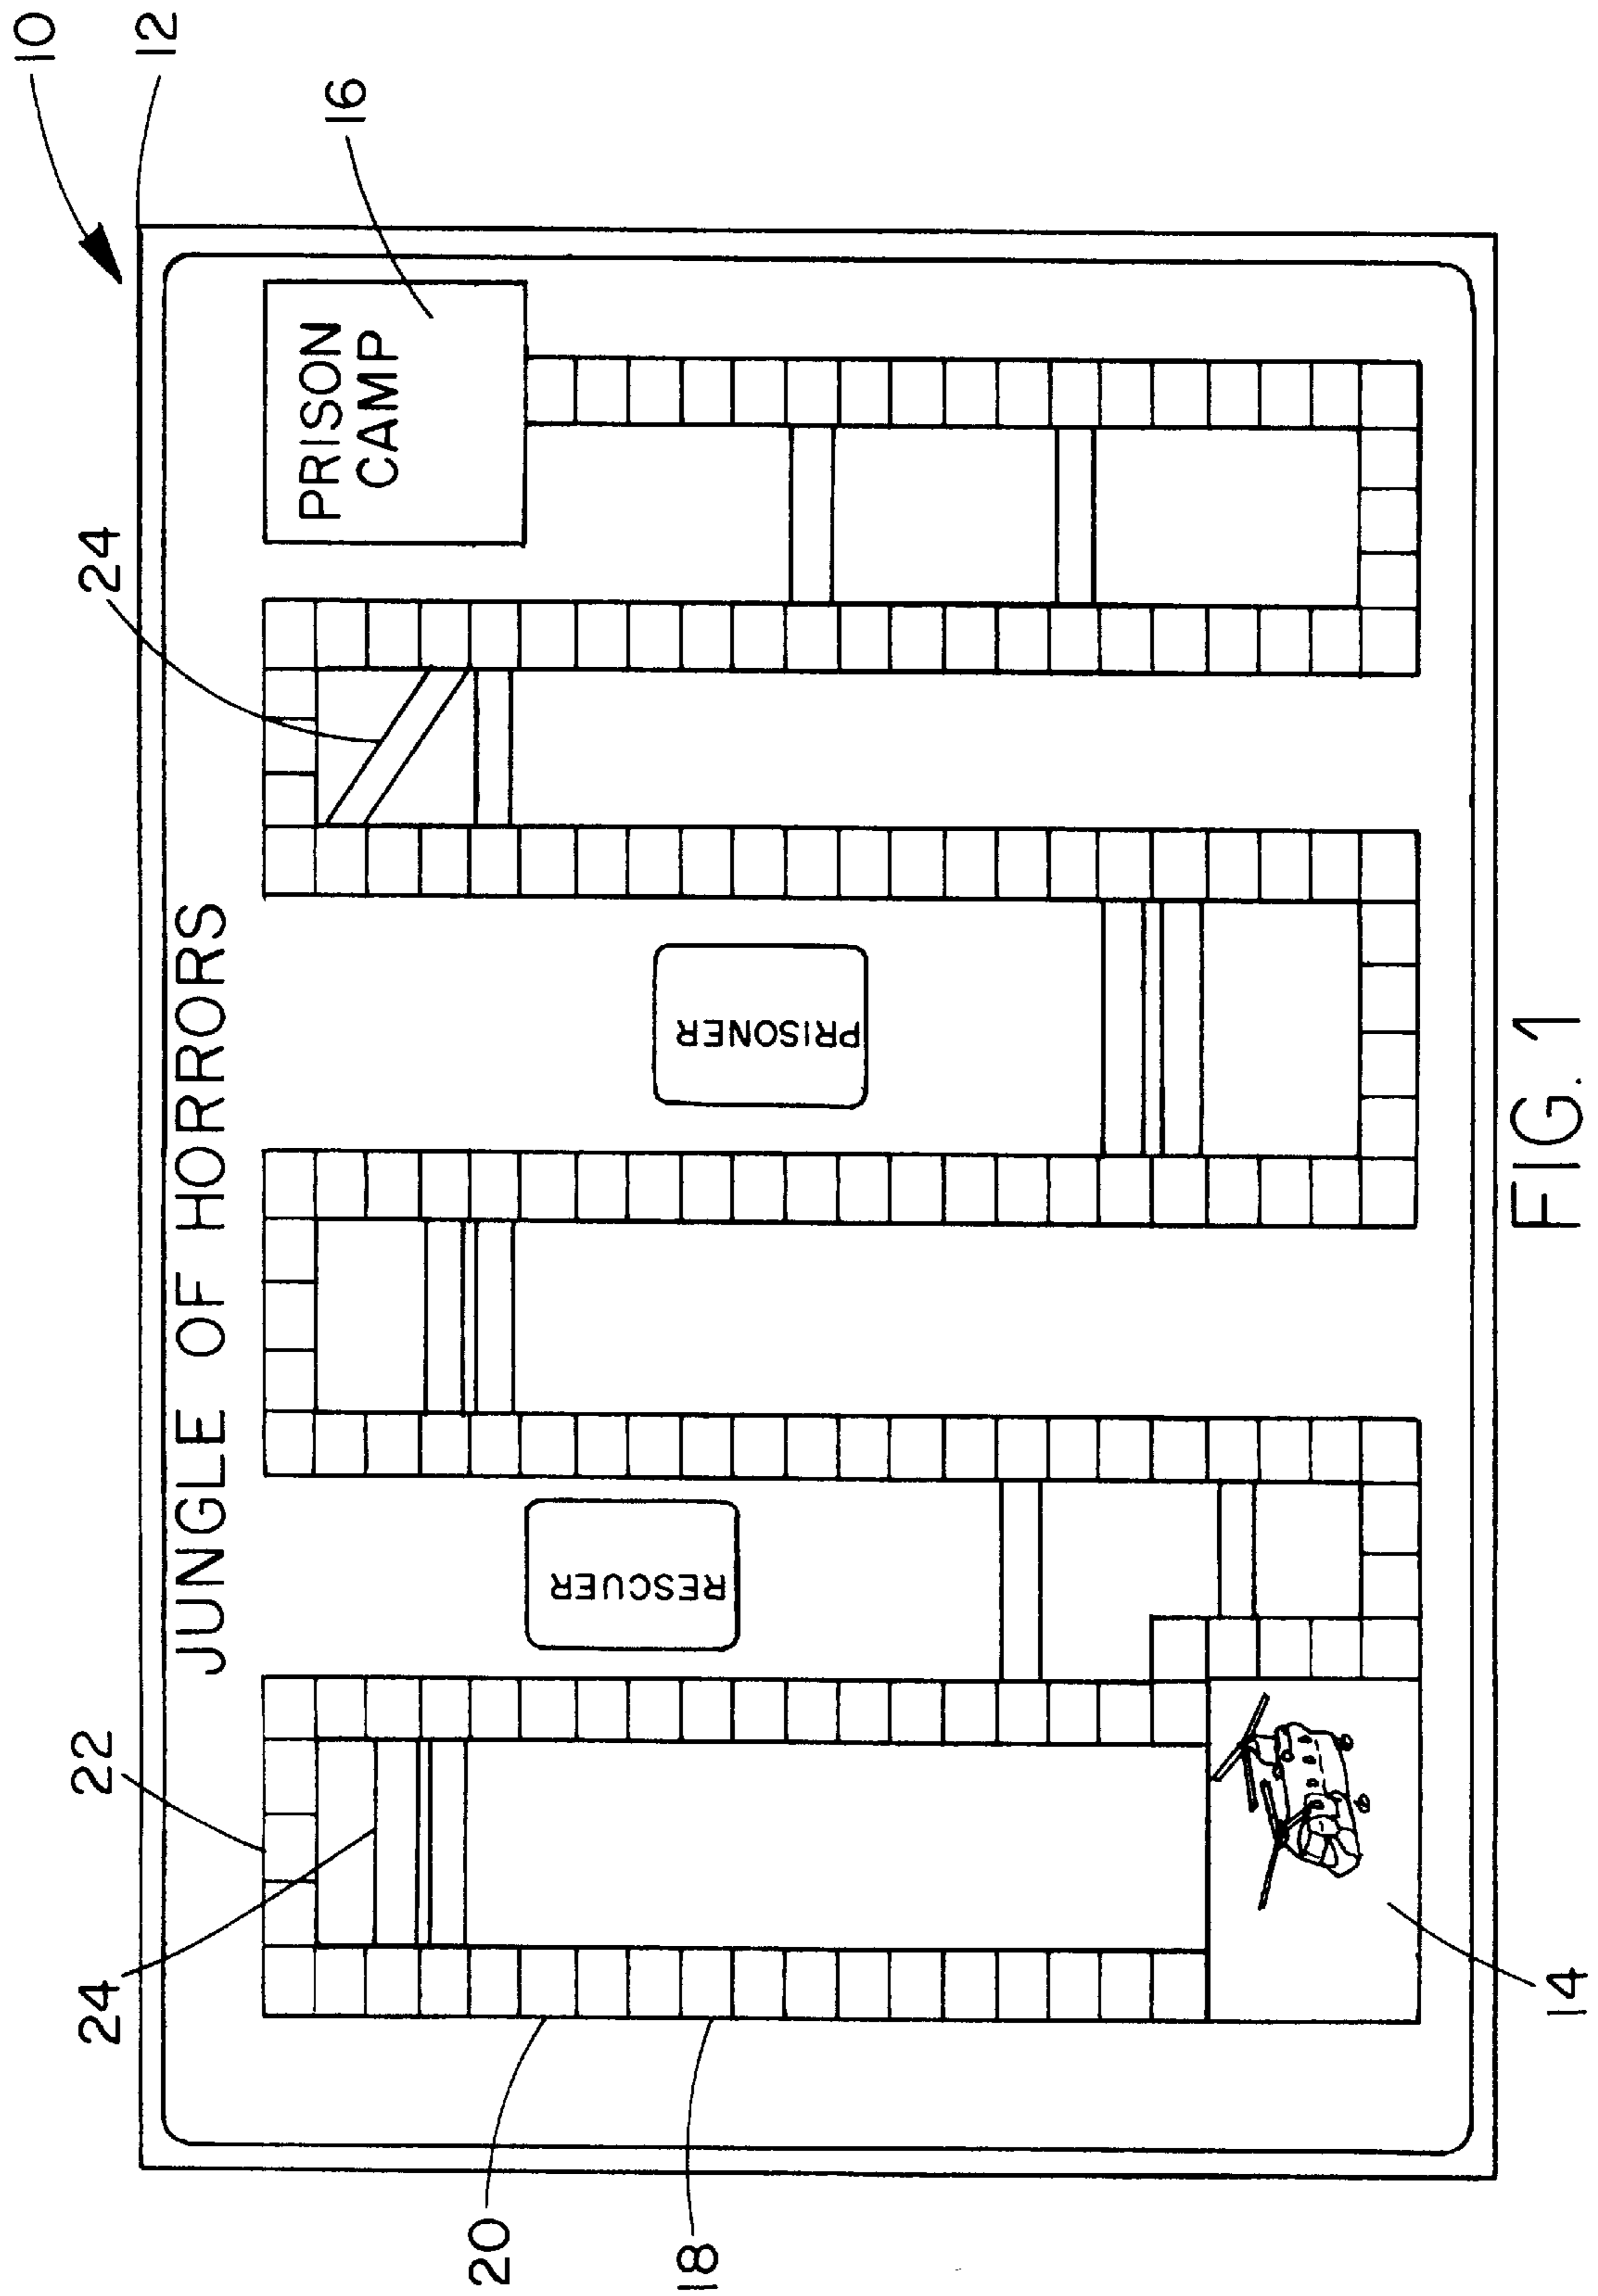 10
12
16
24
PRISON
CAMP
JUNGLE OF HORRORS
PRISONER
RESCUER
22
24
20
18
14
FIG. 1